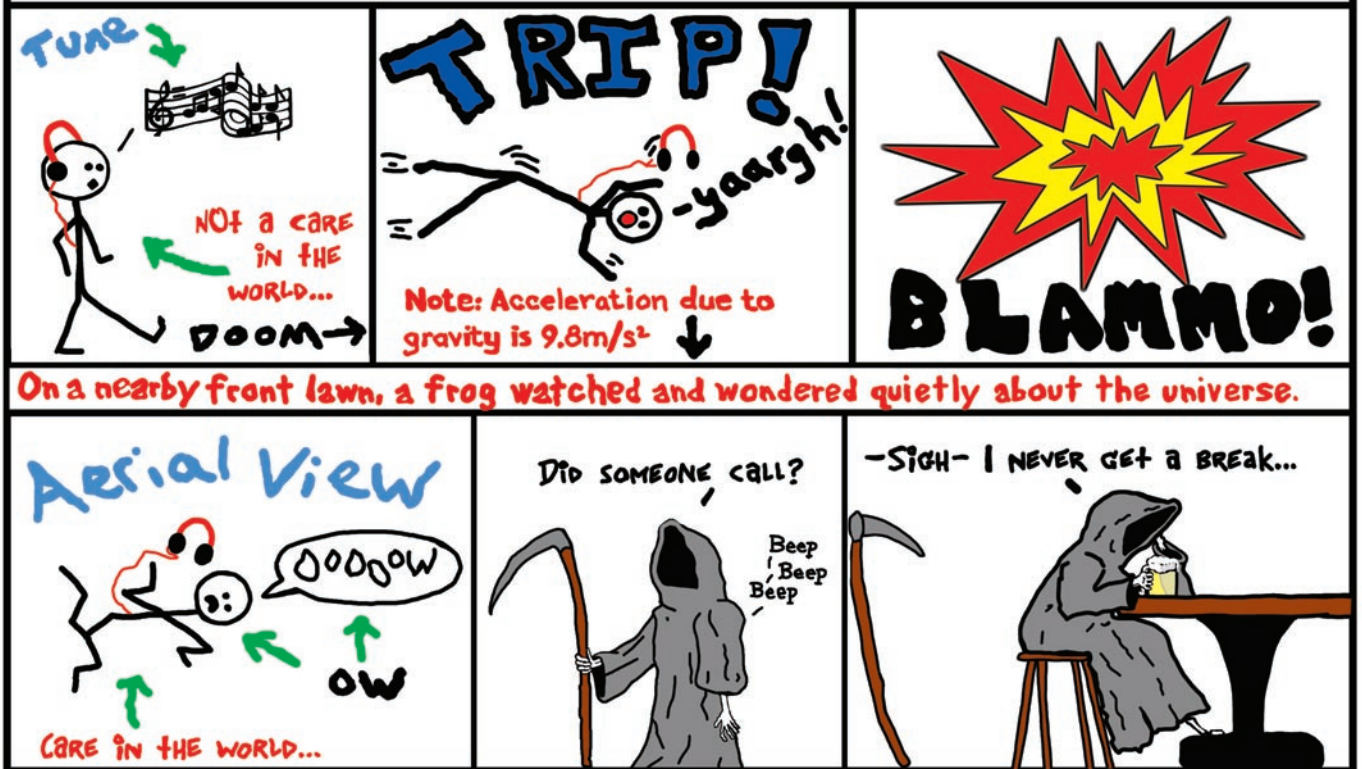 Tune
NOT a CARE
iN tHE
WORLD...
DOOM
TRIP!
-yaargh!
Note: Acceleration due to
gravity is 9.8m/s²
BLAMMO!
On a nearby front lawn, a frog watched and wondered quietly about the universe.
Aerial View
OOOOOW
OW
CARE iN tHE WORLD...
DiD SOMEONE CALL?
Beep
Beep
Beep
-SiGH- I NEVER GEt a BREAK...